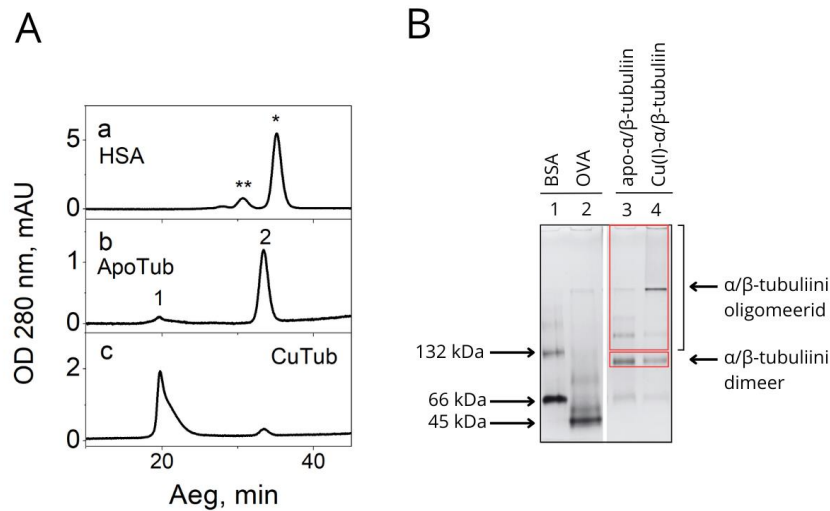 A
OD 280 nm, mAU
a
HSA
*
**
5
0
b
ApoTub
1
2
1
0
c
CuTub
2
0
20
40
Aeg, min
B
BSA
OVA
apo-α/β-tubuliin
Cu(I)-α/β-tubuliin
1
2
3
4
132 kDa
66 kDa
45 kDa
α/β-tubuliini
oligomeerid
α/β-tubuliini
dimeer